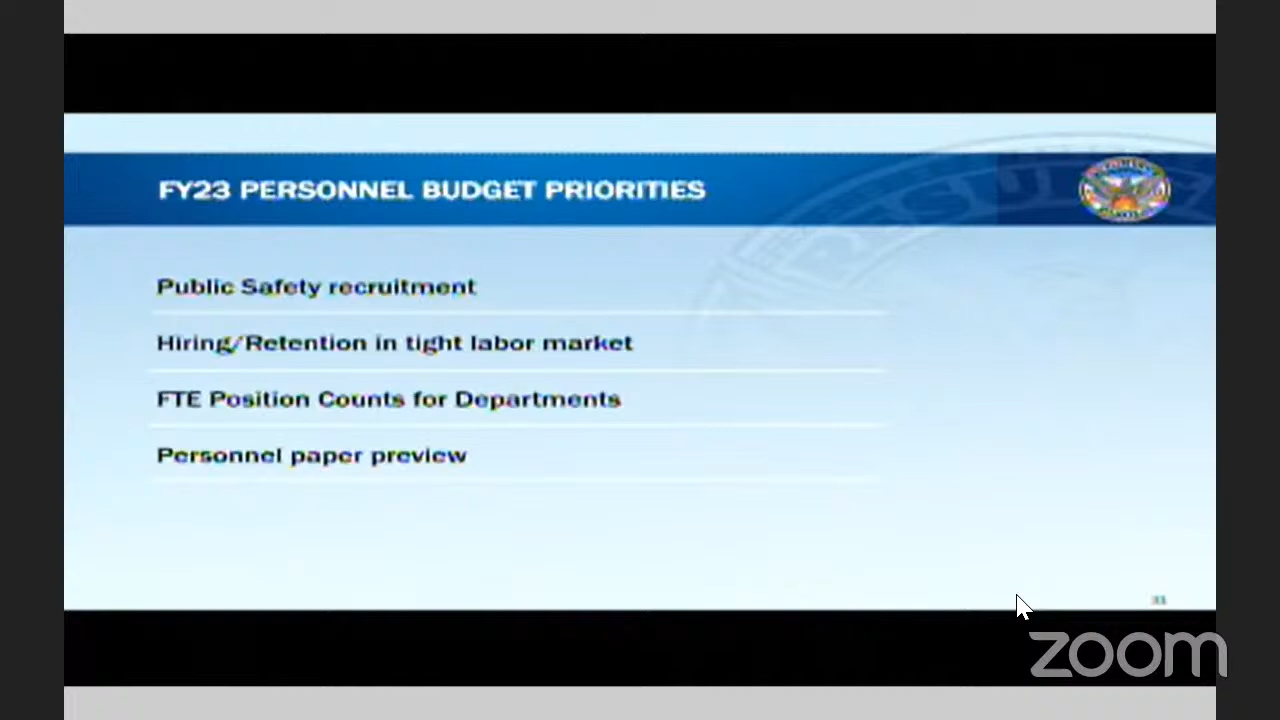 FY23 PERSONNEL BUDGET PRIORITIES
Public Safety recruitment
Hiring/Retention in tight labor market
FTE Position Counts for Departments
Personnel paper preview
zoom